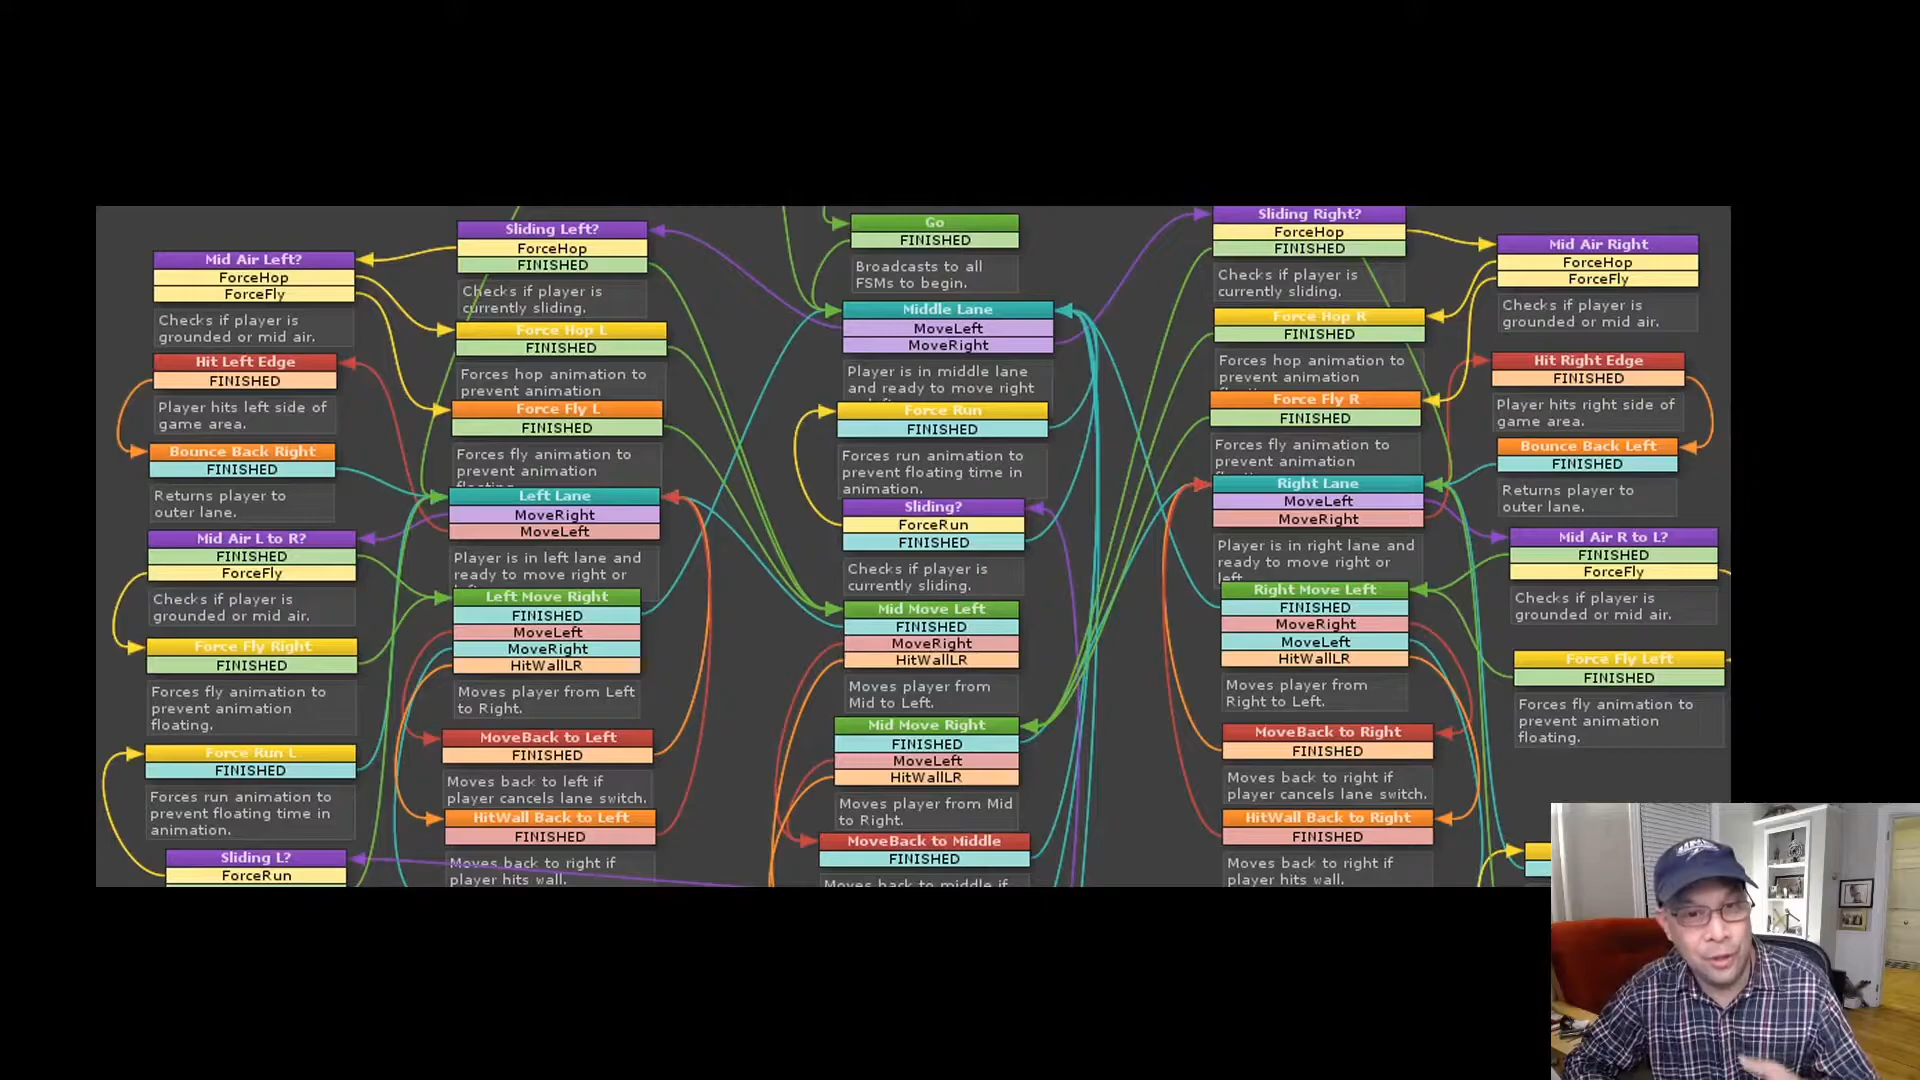 Sliding Left?
ForceHop
FINISHED
Checks if player is
currently sliding.
Go
FINISHED
Broadcasts to all
FSMs to begin.
Sliding Right?
ForceHop
FINISHED
Checks if player is
currently sliding.
Mid Air Right
ForceHop
ForceFly
Checks if player is
grounded or mid air.
Mid Air Left?
ForceHop
ForceFly
Checks if player is
grounded or mid air.
Force Hop L
FINISHED
Forces hop animation to
prevent animation
Middle Lane
MoveLeft
MoveRight
Player is in middle lane
and ready to move right
Force Hop R
FINISHED
Forces hop animation to
prevent animation
Hit Left Edge
FINISHED
Player hits left side of
game area.
Force Fly L
FINISHED
Forces fly animation to
prevent animation
floating.
Force Run
FINISHED
Forces run animation to
prevent floating time in
animation.
Force Fly R
FINISHED
Forces fly animation to
prevent animation
Hit Right Edge
FINISHED
Player hits right side of
game area.
Bounce Back Right
FINISHED
Returns player to
outer lane.
Left Lane
MoveRight
MoveLeft
Player is in left lane and
ready to move right or
Sliding?
ForceRun
FINISHED
Checks if player is
currently sliding.
Right Lane
MoveLeft
MoveRight
Player is in right lane and
ready to move right or
left
Bounce Back Left
FINISHED
Returns player to
outer lane.
Mid Air L to R?
FINISHED
ForceFly
Checks if player is
grounded or mid air.
Left Move Right
FINISHED
MoveLeft
MoveRight
HitWallLR
Moves player from Left
to Right.
Mid Move Left
FINISHED
MoveRight
HitWallLR
Moves player from
Mid to Left.
Right Move Left
FINISHED
MoveRight
MoveLeft
HitWallLR
Moves player from
Right to Left.
Mid Air R to L?
FINISHED
ForceFly
Checks if player is
grounded or mid air.
Force Fly Right
FINISHED
Forces fly animation to
prevent animation
floating.
MoveBack to Left
FINISHED
Moves back to left if
player cancels lane switch.
Mid Move Right
FINISHED
MoveLeft
HitWallLR
Moves player from Mid
to Right.
MoveBack to Right
FINISHED
Moves back to right if
player cancels lane switch.
Force Fly Left
FINISHED
Forces fly animation to
prevent animation
floating.
Force Run L
FINISHED
Forces run animation to
prevent floating time in
animation.
HitWall Back to Left
FINISHED
Moves back to right if
player hits wall.
MoveBack to Middle
FINISHED
Moves back to middle if
HitWall Back to Right
FINISHED
Moves back to right if
player hits wall.
Sliding L?
ForceRun